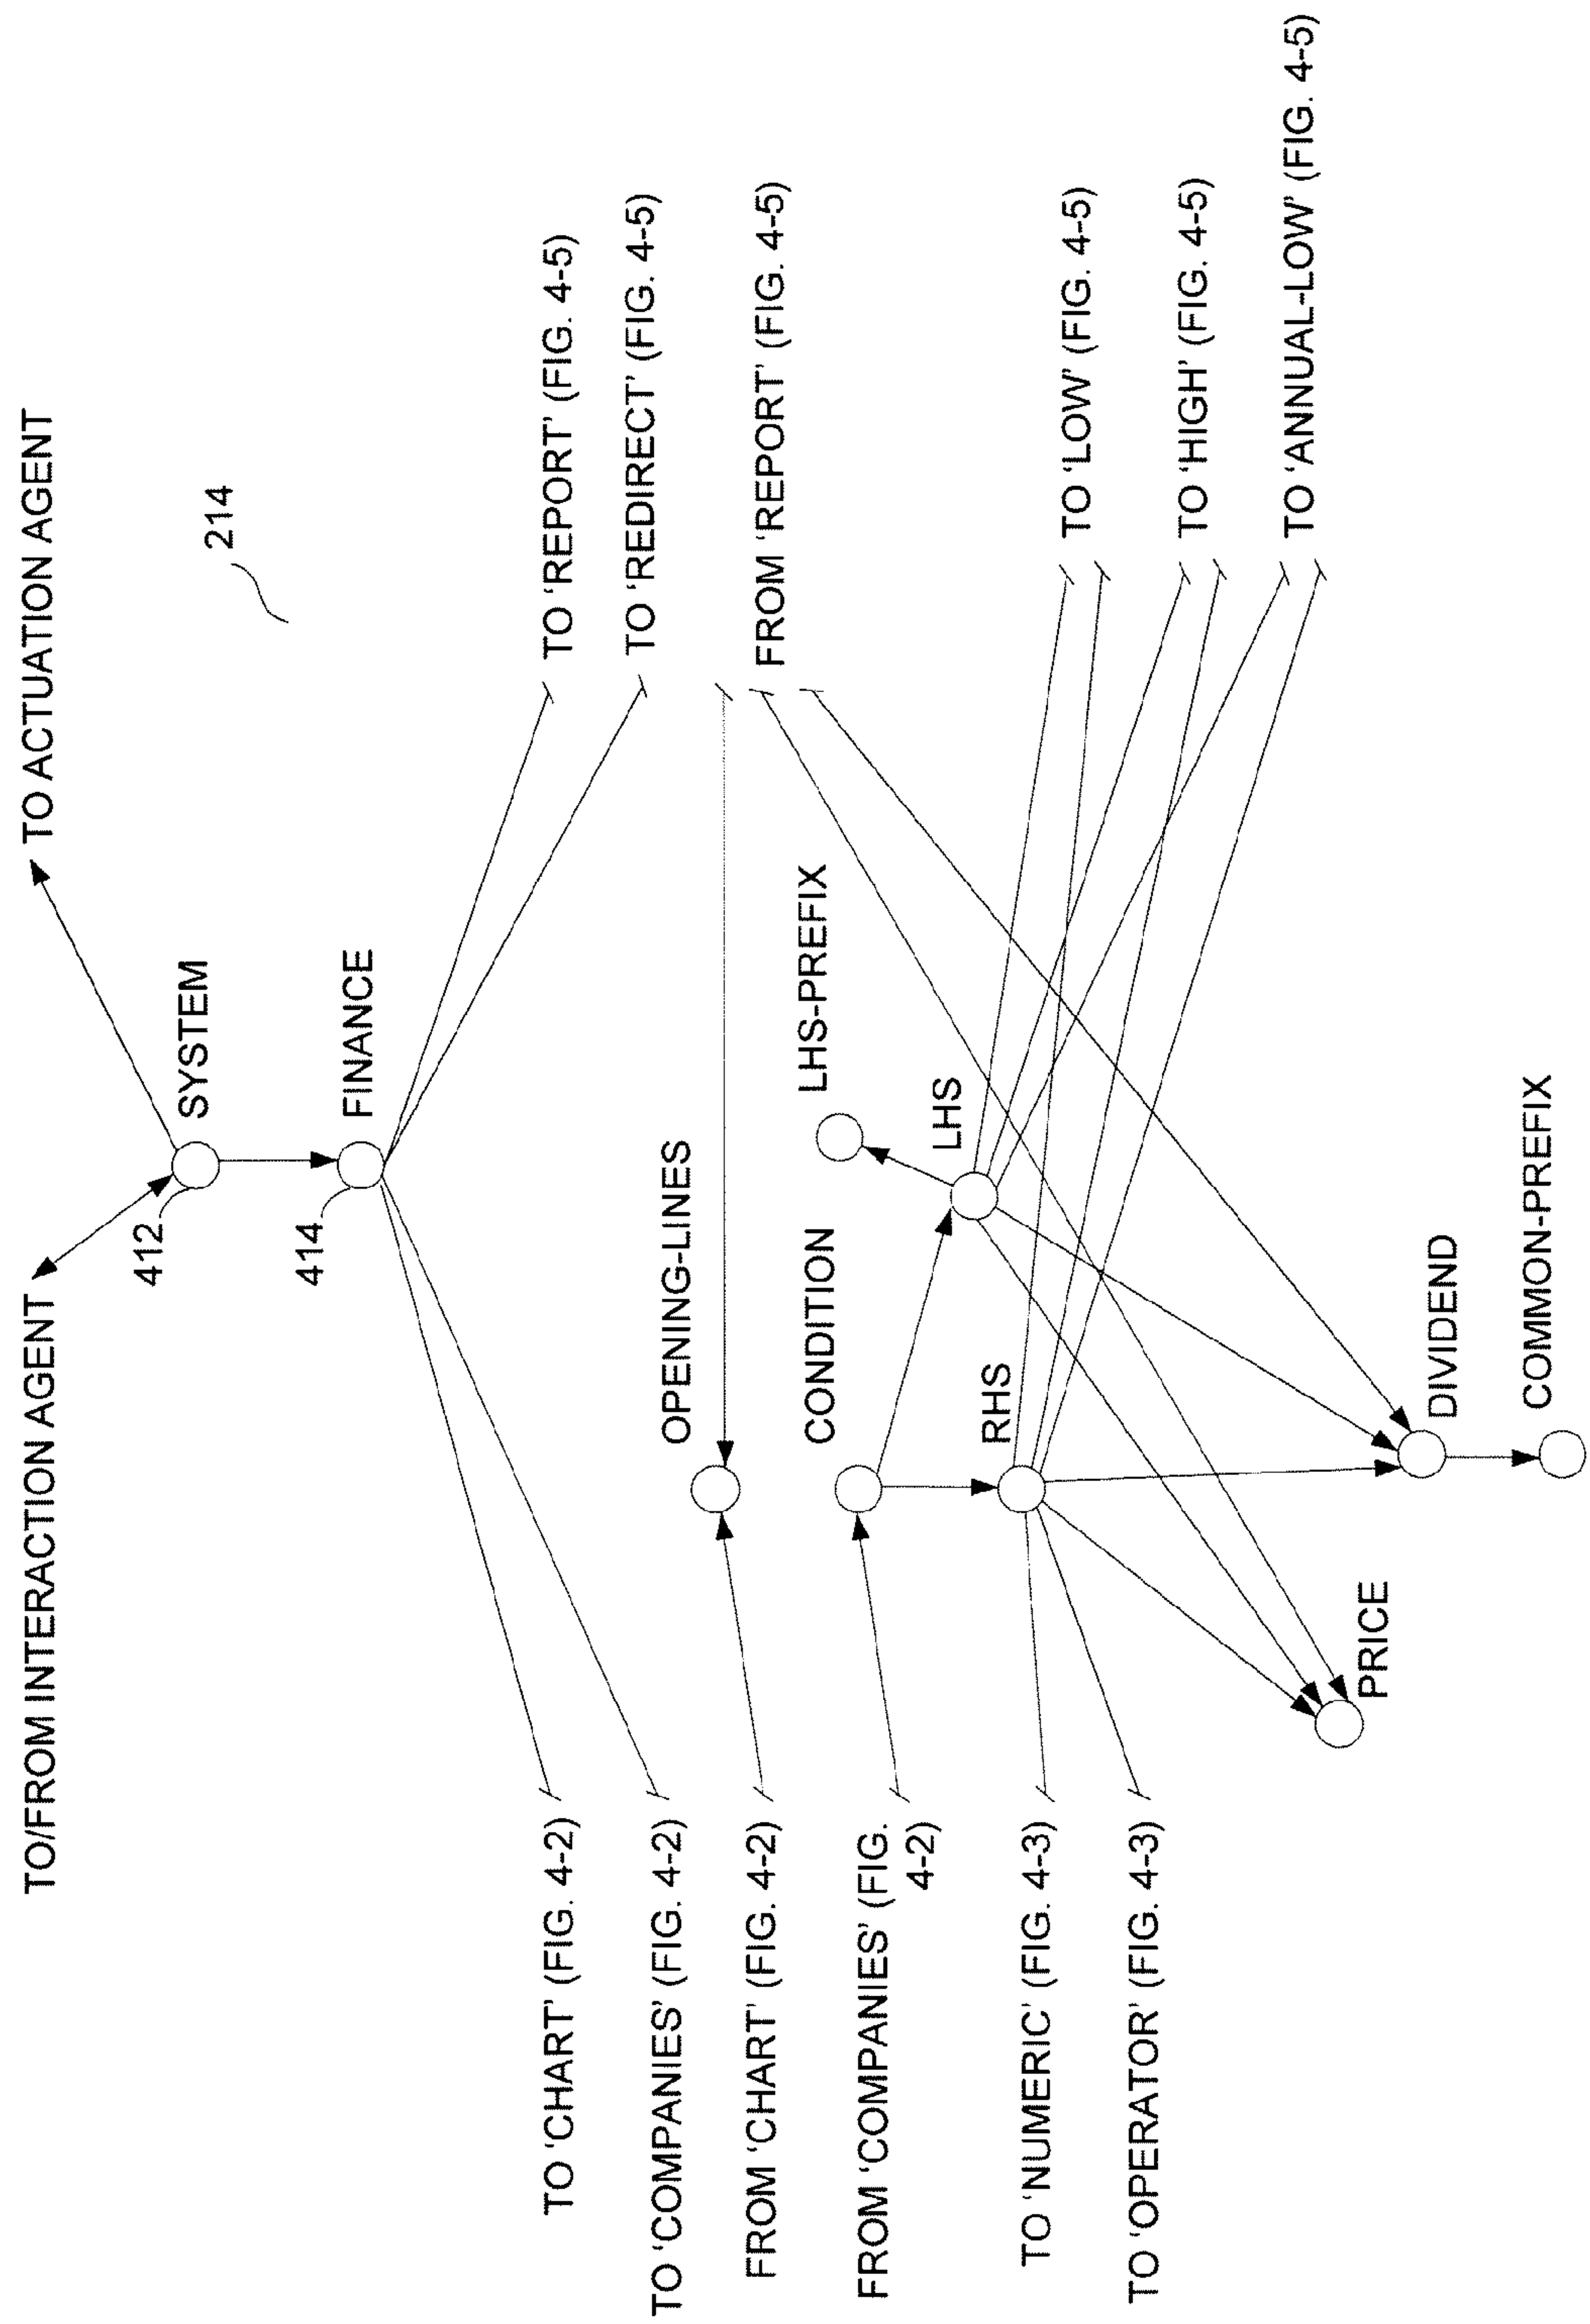 TO/FROM INTERACTION AGENT
TO ACTUATION AGENT
412
SYSTEM
214
414
FINANCE
TO 'CHART' (FIG. 4-2)
TO 'REPORT' (FIG. 4-5)
TO 'COMPANIES' (FIG. 4-2)
TO 'REDIRECT' (FIG. 4-5)
OPENING-LINES
FROM 'CHART' (FIG. 4-2)
FROM 'REPORT' (FIG. 4-5)
CONDITION
LHS-PREFIX
FROM 'COMPANIES' (FIG.
4-2)
LHS
RHS
TO 'NUMERIC' (FIG. 4-3)
TO 'LOW' (FIG. 4-5)
TO 'OPERATOR' (FIG. 4-3)
TO 'HIGH' (FIG. 4-5)
TO 'ANNUAL-LOW' (FIG. 4-5)
PRICE
DIVIDEND
COMMON-PREFIX